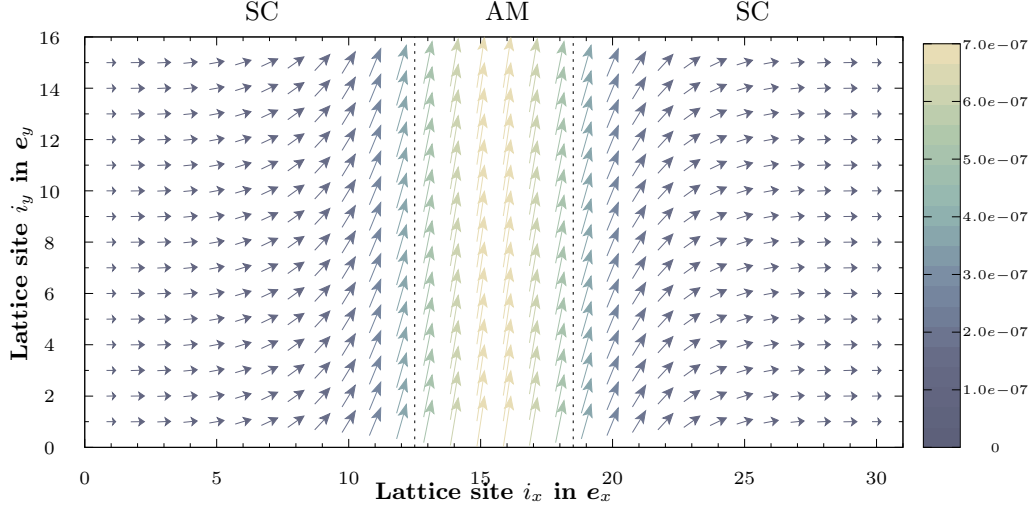 SC AM SC
16
14
12
10
8
6
4
2
0
Lattice site i_y in e_y
0 5 10 15 20 25 30
Lattice site i_x in e_x
7.0e−07
6.0e−07
5.0e−07
4.0e−07
3.0e−07
2.0e−07
1.0e−07
0